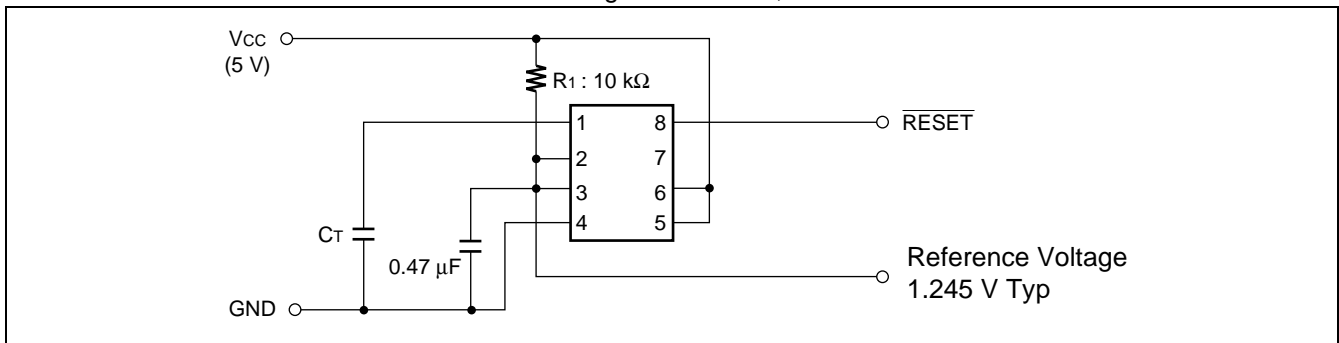 VCC
(5 V)
R1 : 10 kΩ
1
8
RESET
2
7
3
6
4
5
CT
0.47 μF
Reference Voltage
1.245 V Typ
GND